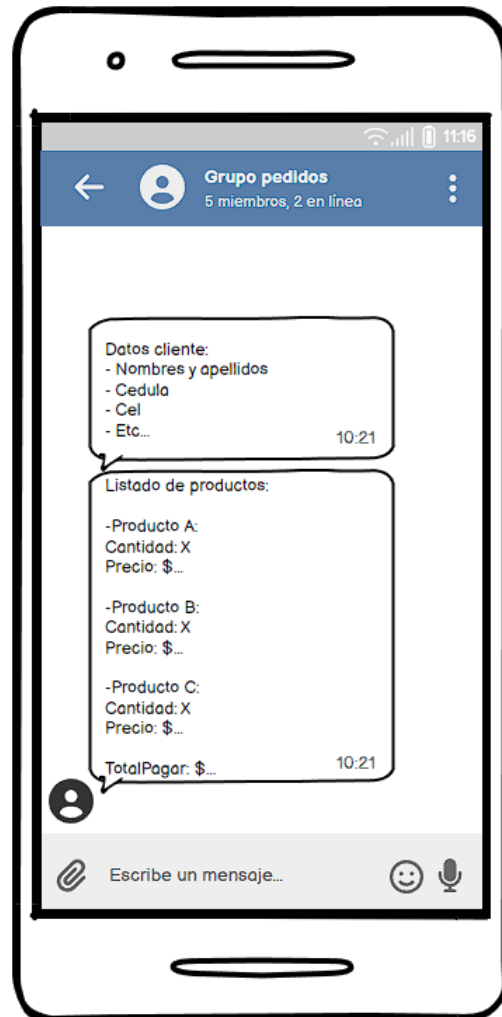 11:16
Grupo pedidos
5 miembros, 2 en línea
Datos cliente:
- Nombres y apellidos
- Cedula
- Cel
- Etc...
10:21
Listado de productos:
-Producto A:
Cantidad: X
Precio: $...
-Producto B:
Cantidad: X
Precio: $...
-Producto C:
Cantidad: X
Precio: $...
TotalPagar: $...
10:21
Escribe un mensaje...